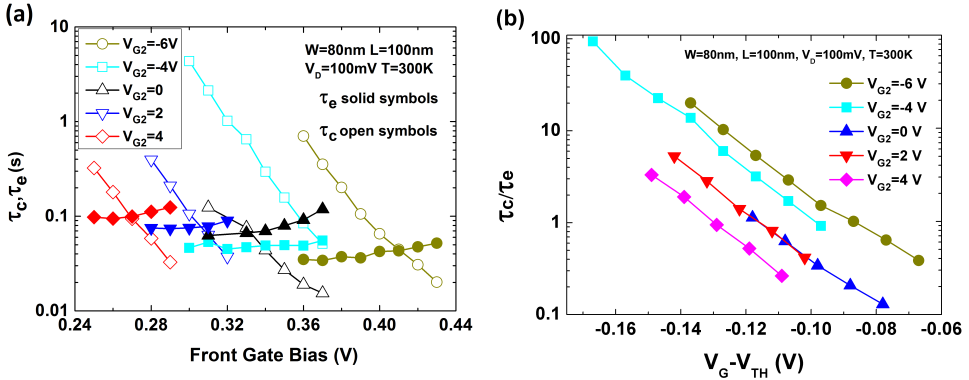 (a)
10
1
0.1
0.01
0.24
0.28
0.32
0.36
0.40
0.44
τc,τe(s)
Front Gate Bias (V)
VG2=-6V
VG2=-4V
VG2=0
VG2=2
VG2=4
W=80nm L=100nm
VD=100mV T=300K
τe solid symbols
τc open symbols
(b)
100
10
1
0.1
-0.16
-0.14
-0.12
-0.10
-0.08
-0.06
τc/τe
VG-VTH (V)
W=80nm, L=100nm, VD=100mV, T=300K
VG2=-6 V
VG2=-4 V
VG2=0 V
VG2=2 V
VG2=4 V